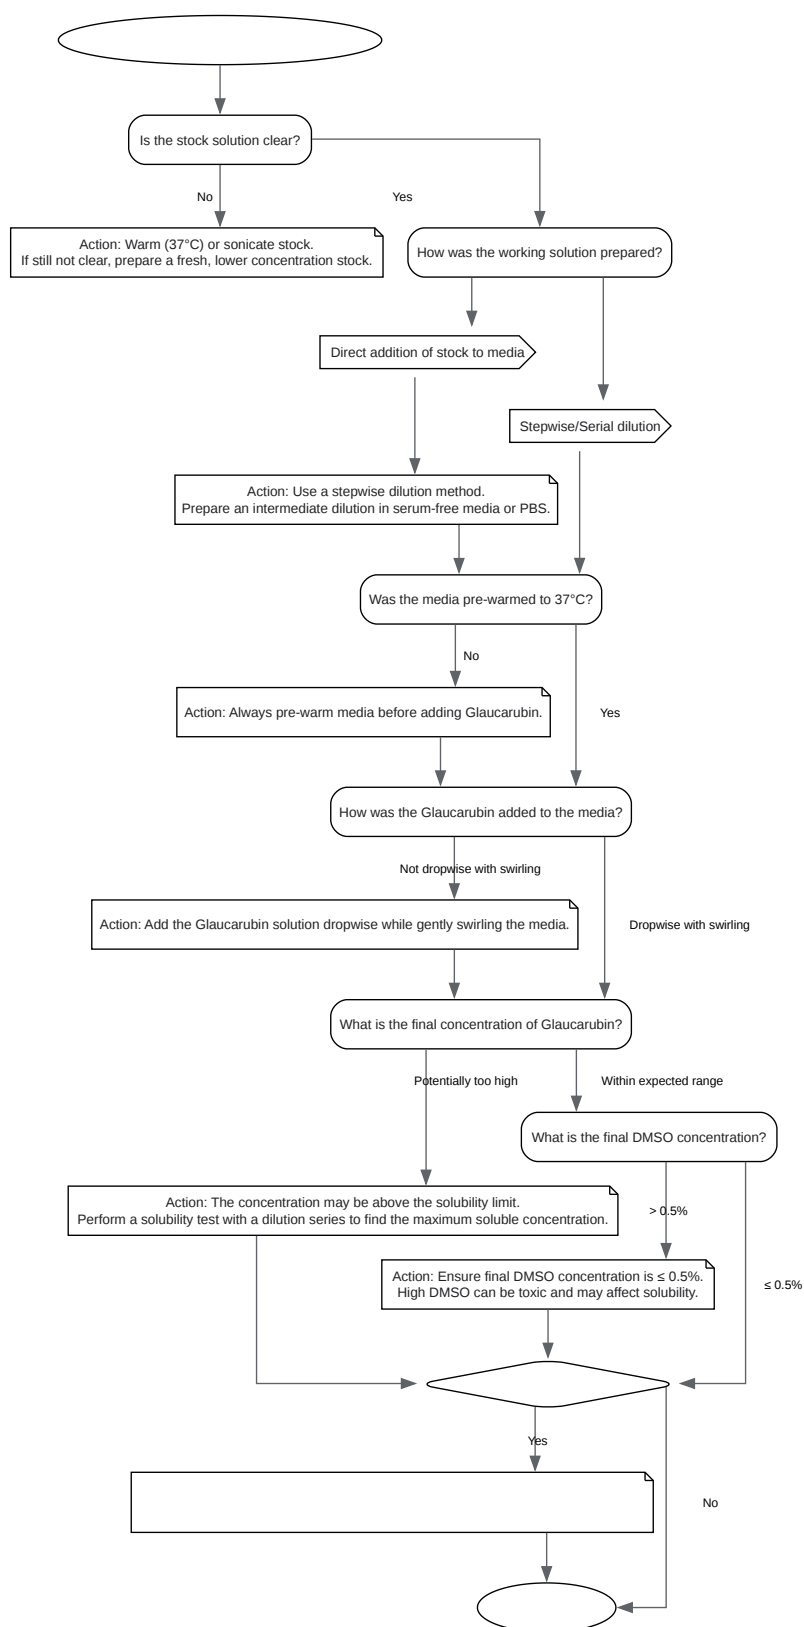 Is the stock solution clear?
No
Yes
Action: Warm (37°C) or sonicate stock.
If still not clear, prepare a fresh, lower concentration stock.
How was the working solution prepared?
Direct addition of stock to media
Stepwise/Serial dilution
Action: Use a stepwise dilution method.
Prepare an intermediate dilution in serum-free media or PBS.
Was the media pre-warmed to 37°C?
No
Action: Always pre-warm media before adding Glaucarubin.
Yes
How was the Glaucarubin added to the media?
Not dropwise with swirling
Action: Add the Glaucarubin solution dropwise while gently swirling the media.
Dropwise with swirling
What is the final concentration of Glaucarubin?
Potentially too high
Within expected range
What is the final DMSO concentration?
Action: The concentration may be above the solubility limit.
Perform a solubility test with a dilution series to find the maximum soluble concentration.
> 0.5%
Action: Ensure final DMSO concentration is ≤ 0.5%.
High DMSO can be toxic and may affect solubility.
≤ 0.5%
Yes
No